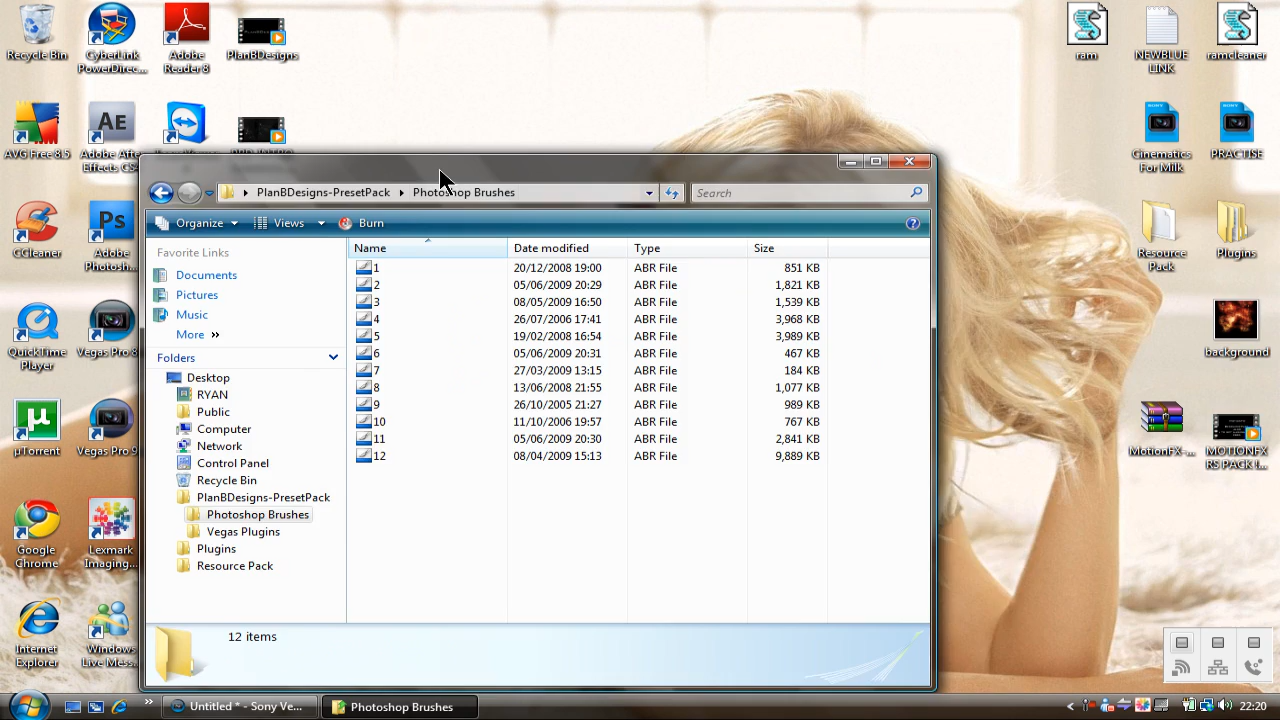 Recycle Bin
CyberLink PowerDirec...
Adobe Reader 8
PlanBDesigns
ram
NEWBLUE LINK
ramcleaner
AVG Free 8.5
Adobe Afte Effects CS4
Cinematics For Milk
PRACTISE
PlanBDesigns-PresetPack
Photoshop Brushes
Search
Organize
Views
Burn
CCleaner
Adobe Photosh...
Resource Pack
Plugins
Favorite Links
Documents
Pictures
Music
More »
Folders
Desktop
RYAN
Public
Computer
Network
Control Panel
Recycle Bin
PlanBDesigns-PresetPack
Photoshop Brushes
Vegas Plugins
Plugins
Resource Pack
Name Date modified Type Size
1 20/12/2008 19:00 ABR File 851 KB
2 05/06/2009 20:29 ABR File 1,821 KB
3 08/05/2009 16:50 ABR File 1,539 KB
4 26/07/2006 17:41 ABR File 3,968 KB
5 19/02/2008 16:54 ABR File 3,989 KB
6 05/06/2009 20:31 ABR File 467 KB
7 27/03/2009 13:15 ABR File 184 KB
8 13/06/2008 21:55 ABR File 1,077 KB
9 26/10/2005 21:27 ABR File 989 KB
10 11/10/2006 19:57 ABR File 767 KB
11 05/06/2009 20:30 ABR File 2,841 KB
12 08/04/2009 15:13 ABR File 9,889 KB
12 items
QuickTime Player
Vegas Pro 8
background
µTorrent
Vegas Pro 9
MotionFX-...
MOTIONFX RS PACK !...
Google Chrome
Lexmark Imaging...
Internet Explorer
Windows Live Mess...
Untitled * - Sony Ve...
Photoshop Brushes
22:20